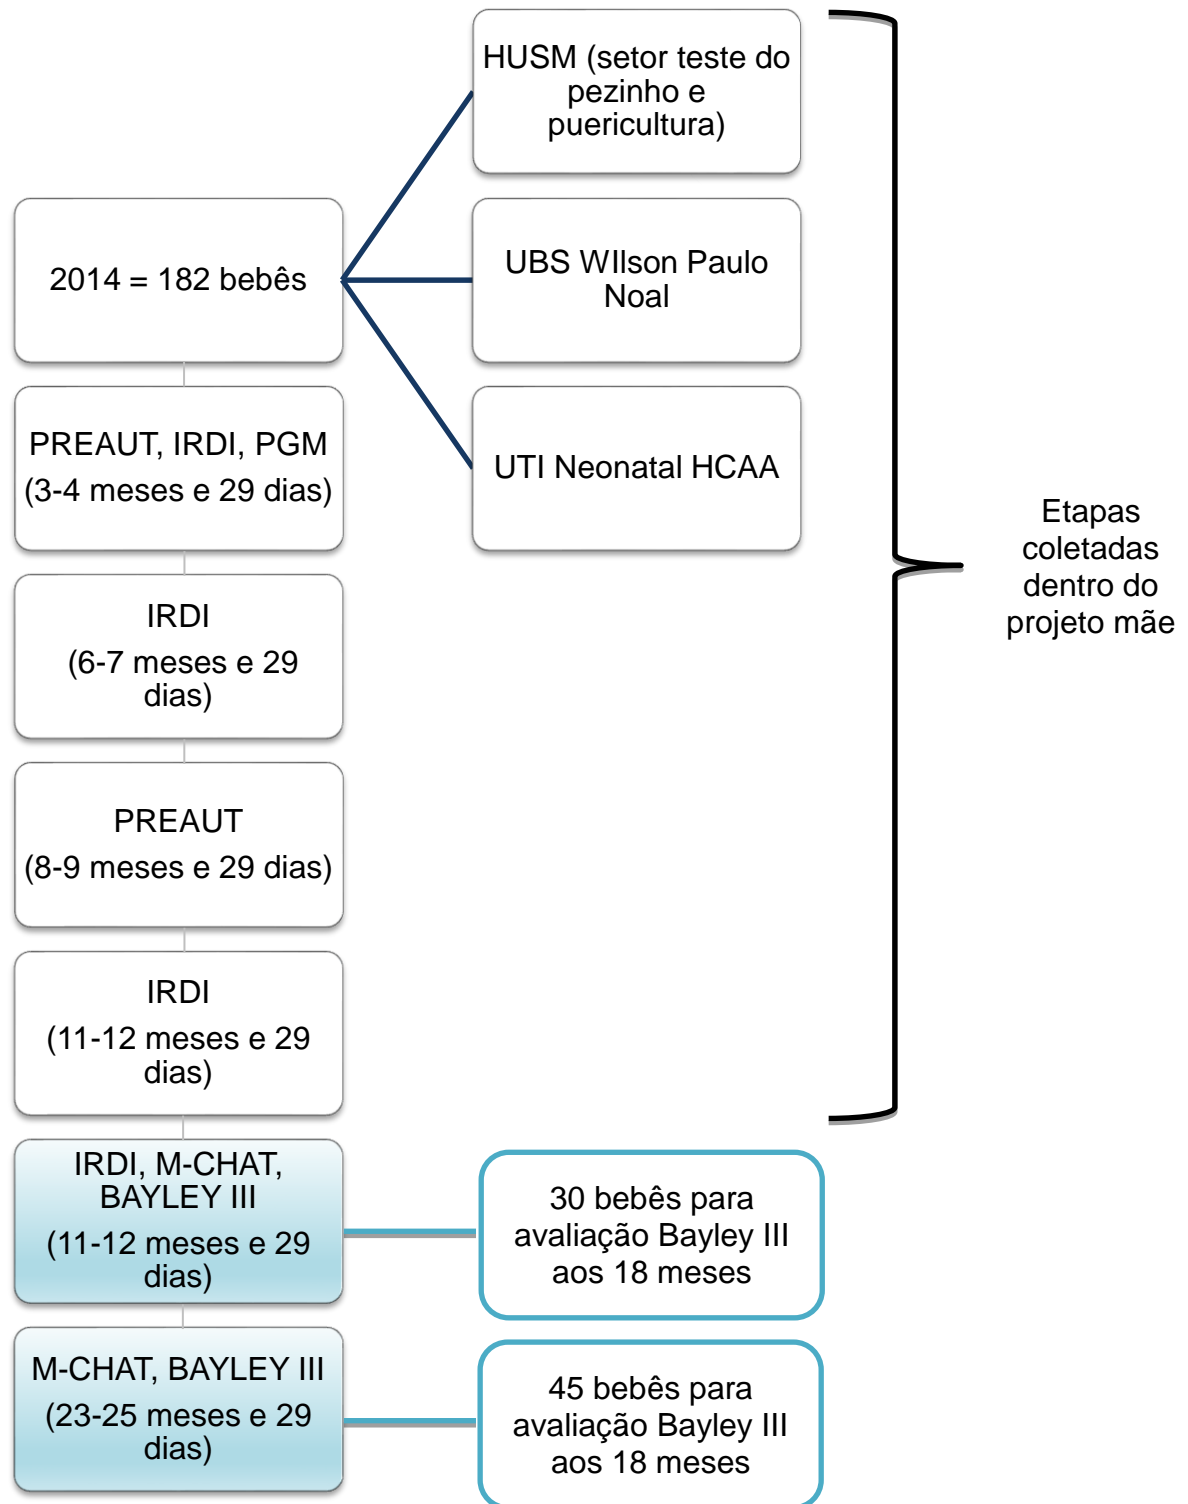 HUSM (setor teste do
pezinho e
puericultura)
2014 = 182 bebês
UBS WIlson Paulo
Noal
UTI Neonatal HCAA
PREAUT, IRDI, PGM
(3-4 meses e 29 dias)
IRDI
(6-7 meses e 29
dias)
PREAUT
(8-9 meses e 29 dias)
IRDI
(11-12 meses e 29
dias)
Etapas
coletadas
dentro do
projeto mãe
IRDI, M-CHAT,
BAYLEY III
(11-12 meses e 29
dias)
30 bebês para
avaliação Bayley III
aos 18 meses
M-CHAT, BAYLEY III
(23-25 meses e 29
dias)
45 bebês para
avaliação Bayley III
aos 18 meses